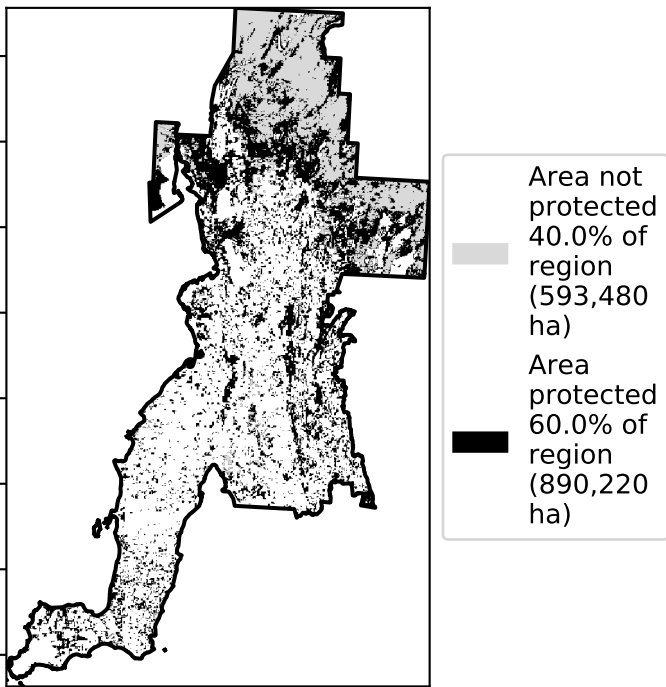 Area not
protected
40.0% of
region
(593,480
ha)
Area
protected
60.0% of
region
(890,220
ha)